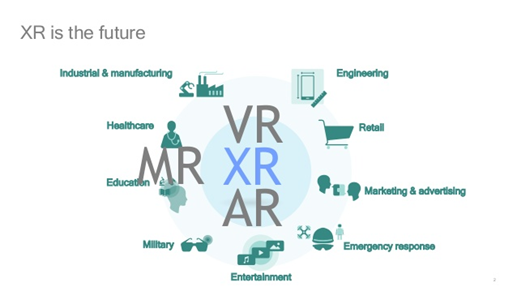 XR is the future
Industrial & manufacturing
Engineering
Healthcare
VR
Retail
MR XR
Education
AR
Marketing & advertising
Military
Emergency response
Entertainment